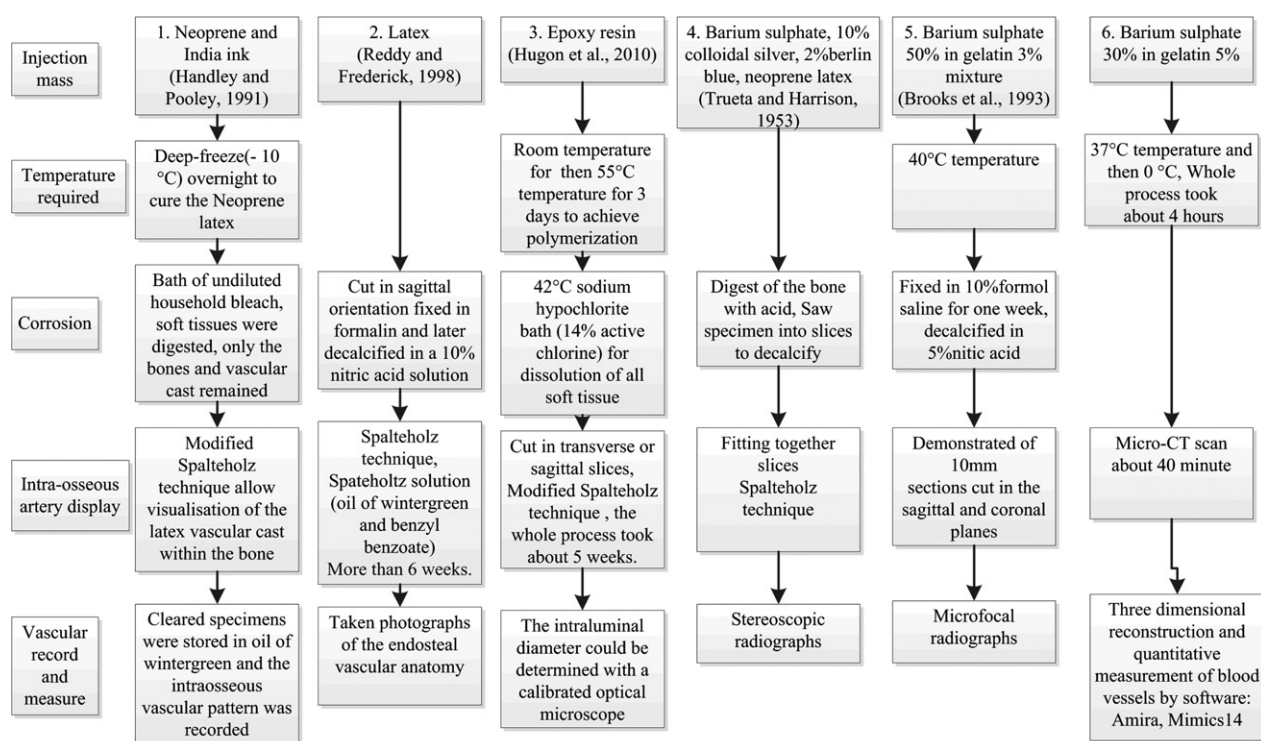 Injection
mass
1. Neoprene and
India ink
(Handley and
Pooley, 1991)
2. Latex
(Reddy and
Frederick, 1998)
3. Epoxy resin
(Hugon et al., 2010)
4. Barium sulphate, 10%
colloidal silver, 2%berlin
blue, neoprene latex
(Trueta and Harrison,
1953)
5. Barium sulphate
50% in gelatin 3%
mixture
(Brooks et al., 1993)
6. Barium sulphate
30% in gelatin 5%
Temperature
required
Deep-freeze(- 10
°C) overnight to
cure the Neoprene
latex
Room temperature
for then 55°C
temperature for 3
days to achieve
polymerization
40°C temperature
37°C temperature and
then 0 °C, Whole
process took
about 4 hours
Corrosion
Bath of undiluted
household bleach,
soft tissues were
digested, only the
bones and vascular
cast remained
Cut in sagittal
orientation fixed in
formalin and later
decalcified in a 10%
nitric acid solution
42°C sodium
hypochlorite
bath (14% active
chlorine) for
dissolution of all
soft tissue
Digest of the bone
with acid, Saw
specimen into slices
to decalcify
Fixed in 10%formol
saline for one week,
decalcified in
5%nitic acid
Intra-osseous
artery display
Modified
Spalteholz
technique allow
visualisation of the
latex vascular cast
within the bone
Spalteholz
technique,
Spateholtz solution
(oil of wintergreen
and benzyl
benzoate)
More than 6 weeks.
Cut in transverse or
sagittal slices,
Modified Spalteholz
technique , the
whole process took
about 5 weeks.
Fitting together
slices
Spalteholz
technique
Demonstrated of
10mm
sections cut in the
sagittal and coronal
planes
Micro-CT scan
about 40 minute
Vascular
record
and
measure
Cleared specimens
were stored in oil of
wintergreen and the
intraosseous
vascular pattern was
recorded
Taken photographs
of the endosteal
vascular anatomy
The intraluminal
diameter could be
determined with a
calibrated optical
microscope
Stereoscopic
radiographs
Microfocal
radiographs
Three dimensional
reconstruction and
quantitative
measurement of blood
vessels by software:
Amira, Mimics14